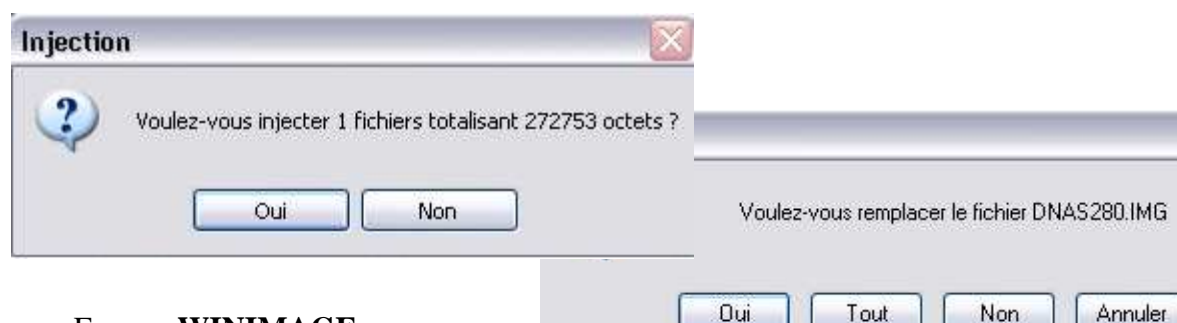 Injection
Voulez-vous injecter 1 fichiers totalisant 272753 octets ?
Oui Non
Voulez-vous remplacer le fichier DNAS280.IMG
Oui Tout Non Annuler
WINIMAGE